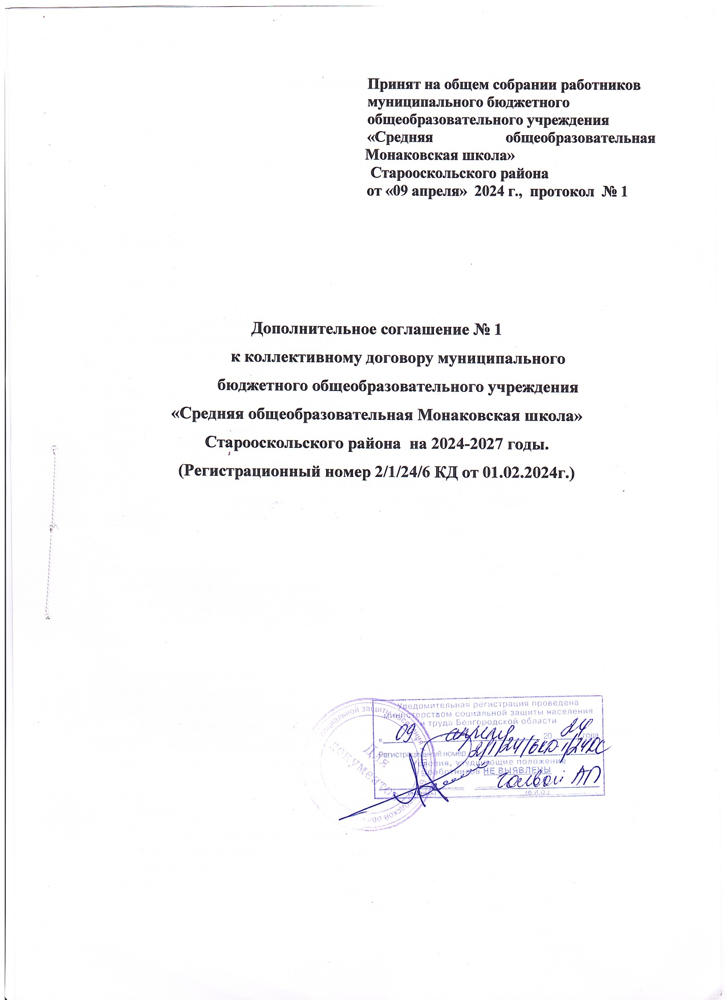 Принят на общем собрании работников
муниципального бюджетного
общеобразовательного учреждения
«Средняя общеобразовательная
Монаковская школа»
Старооскольского района
от «09 апреля» 2024 г., протокол № 1
Дополнительное соглашение № 1
к коллективному договору муниципального
бюджетного общеобразовательного учреждения
«Средняя общеобразовательная Монаковская школа»
Старооскольского района на 2024-2027 годы.
(Регистрационный номер 2/1/24/6 КД от 01.02.2024г.)
Уведомительная регистрация проведена
министерством социальной защиты населения
и труда Белгородской области
« 09 апреля 20 24 года
Регистрационный номер 2/1/24/6КД-1/24ДС
Условия, ухудшающие положение
работников НЕ ВЫЯВЛЕНЫ
(подпись) (Ф.И.О.)
социальной защиты населения
Для
документов